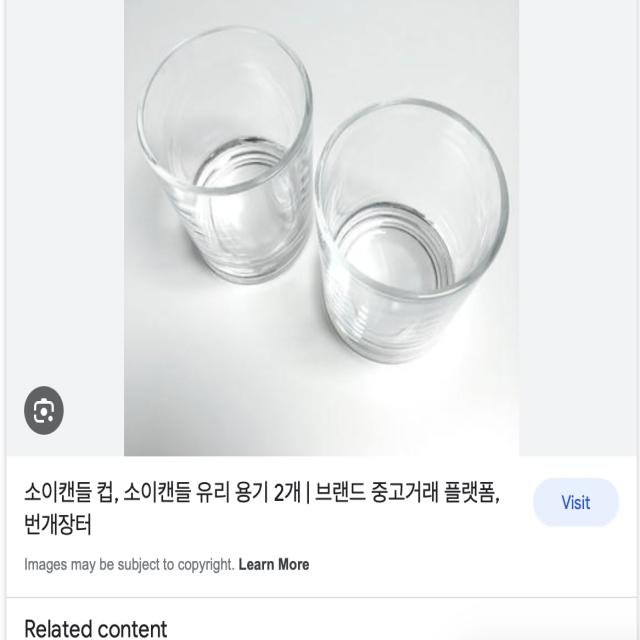 소이캔들 컵, 소이캔들 유리 용기 2개 | 브랜드 중고거래 플랫폼,
번개장터
Visit
Images may be subject to copyright. Learn More
Related content